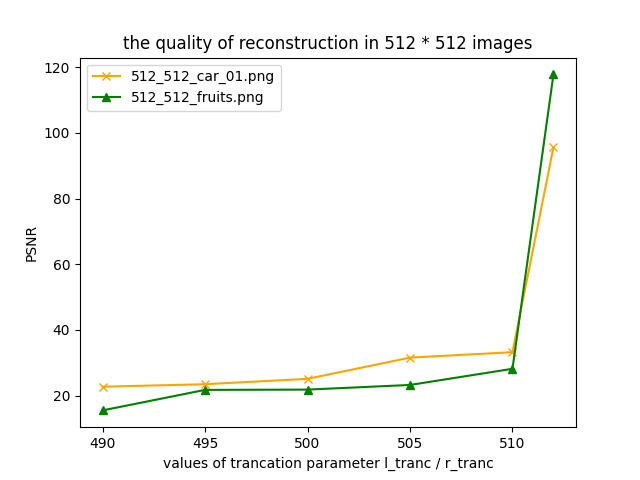 the quality of reconstruction in 512 * 512 images
512_512_car_01.png
512_512_fruits.png
120
100
80
60
40
20
PSNR
490 495 500 505 510
values of trancation parameter l_tranc / r_tranc